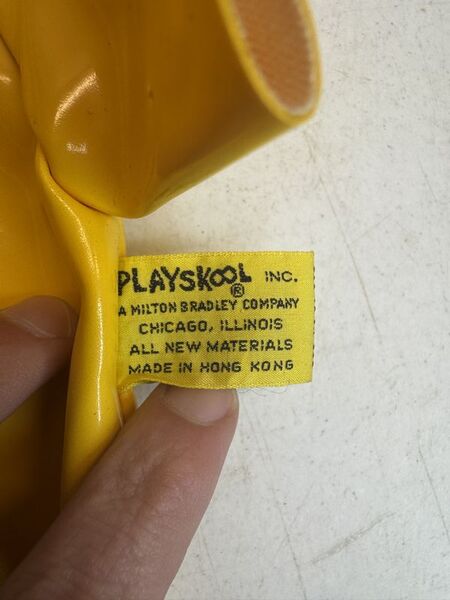 PLAYSKOOL® INC.
A MILTON BRADLEY COMPANY
CHICAGO, ILLINOIS
ALL NEW MATERIALS
MADE IN HONG KONG